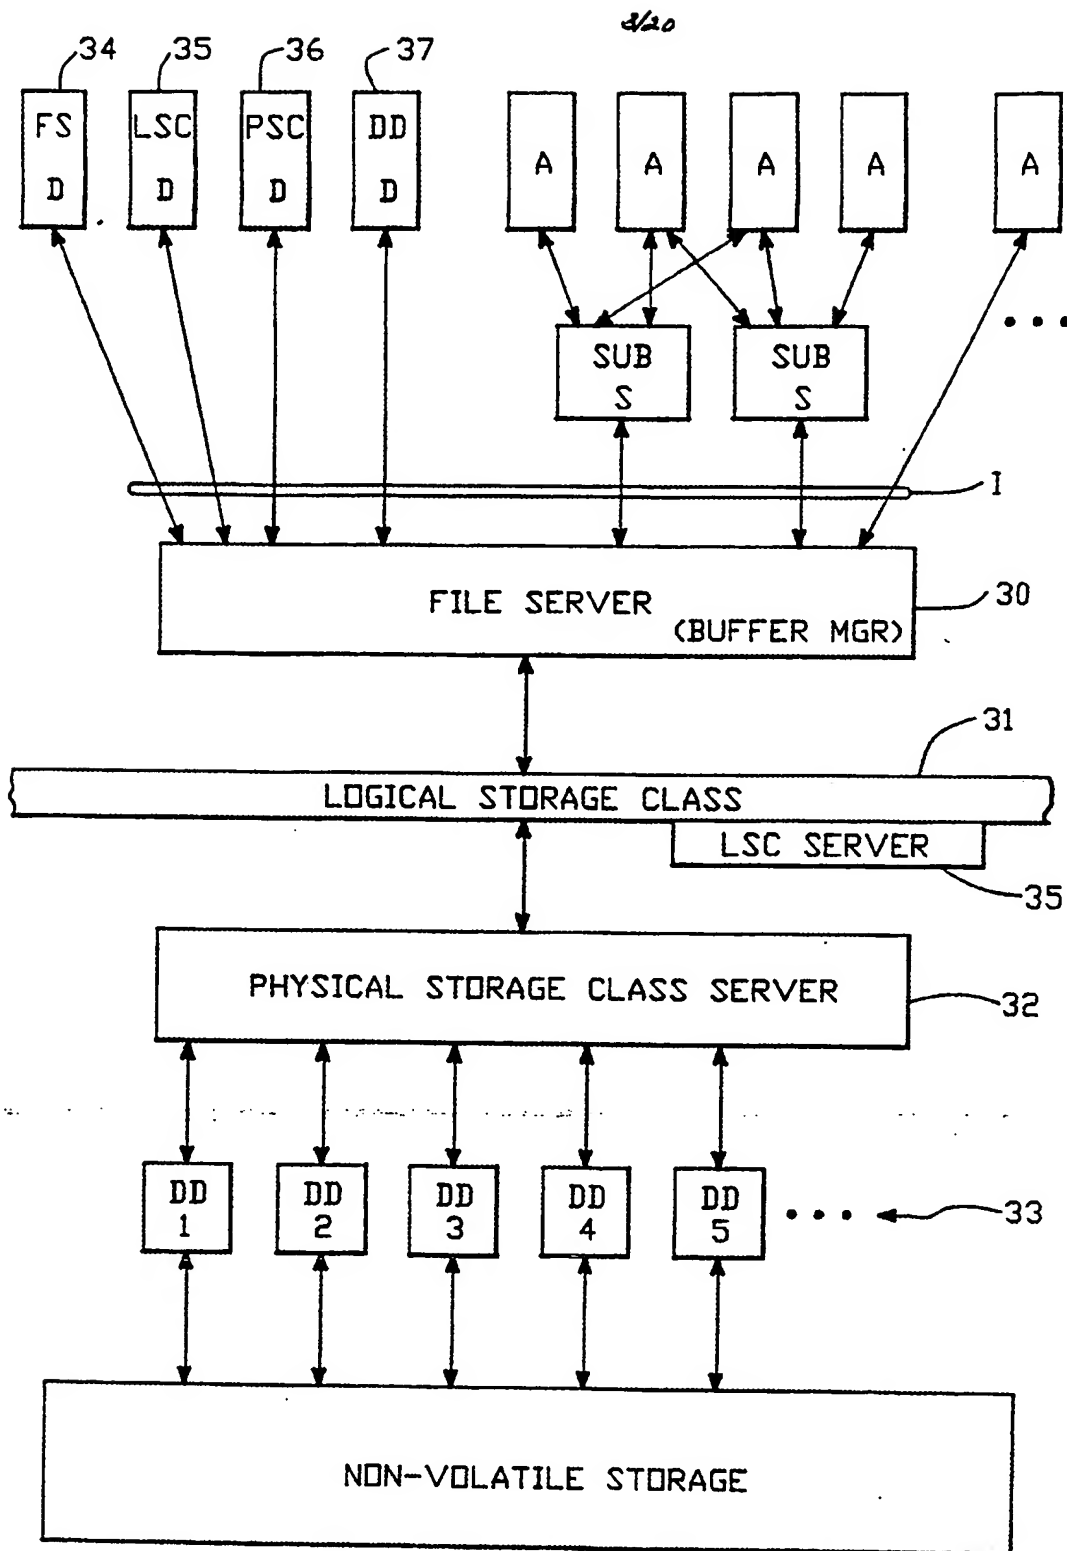 3/20
34 35 36 37
FS D
LSC D
PSC D
DD D
A A A A A
SUB S
SUB S
I
FILE SERVER
(BUFFER MGR)
30
31
LOGICAL STORAGE CLASS
LSC SERVER
35
PHYSICAL STORAGE CLASS SERVER
32
DD 1
DD 2
DD 3
DD 4
DD 5
33
NON-VOLATILE STORAGE